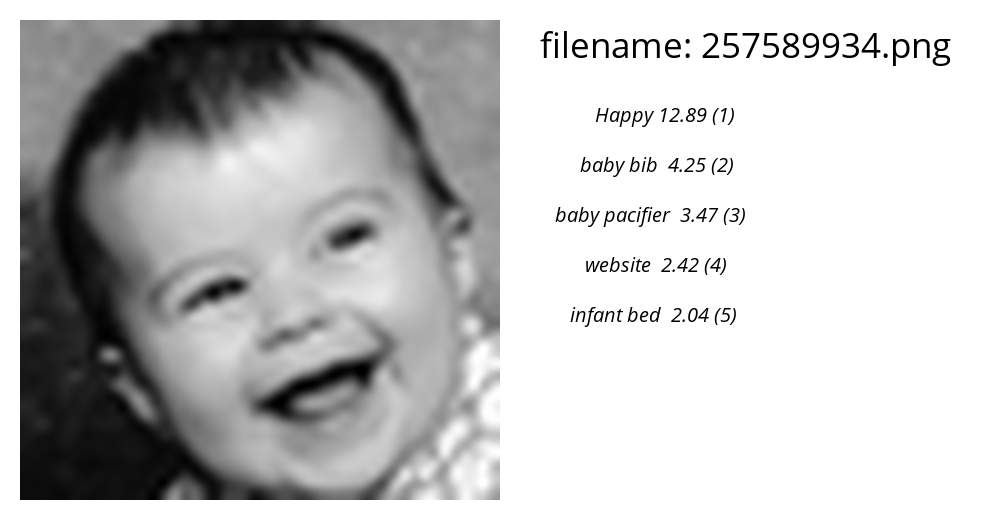 filename: 257589934.png
Happy 12.89 (1)
baby bib 4.25 (2)
baby pacifier 3.47 (3)
website 2.42 (4)
infant bed 2.04 (5)